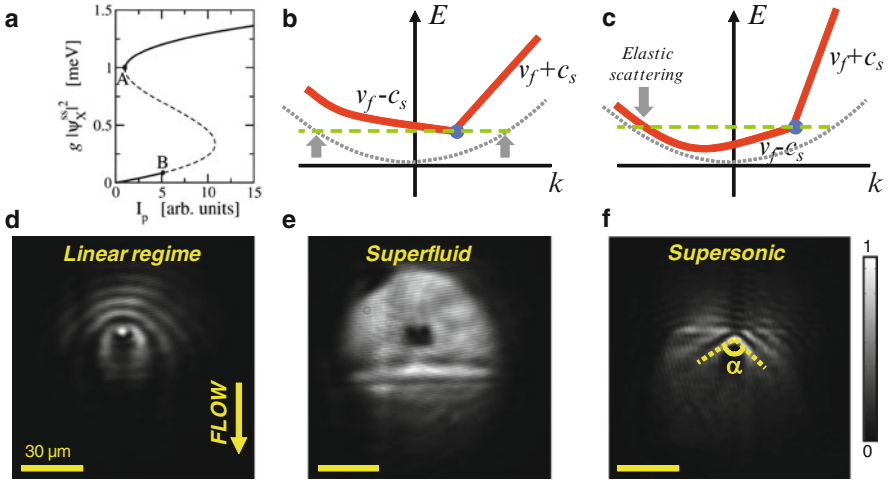 a
g |ψ_X^ss|² [meV]
1.5
1
0.5
0
A
B
0 5 10 15
I_p [arb. units]
b
E
v_f-c_s
v_f+c_s
k
c
E
Elastic
scattering
v_f+c_s
v_f-c_s
k
d
Linear regime
FLOW
30 µm
e
Superfluid
f
Supersonic
α
1
0